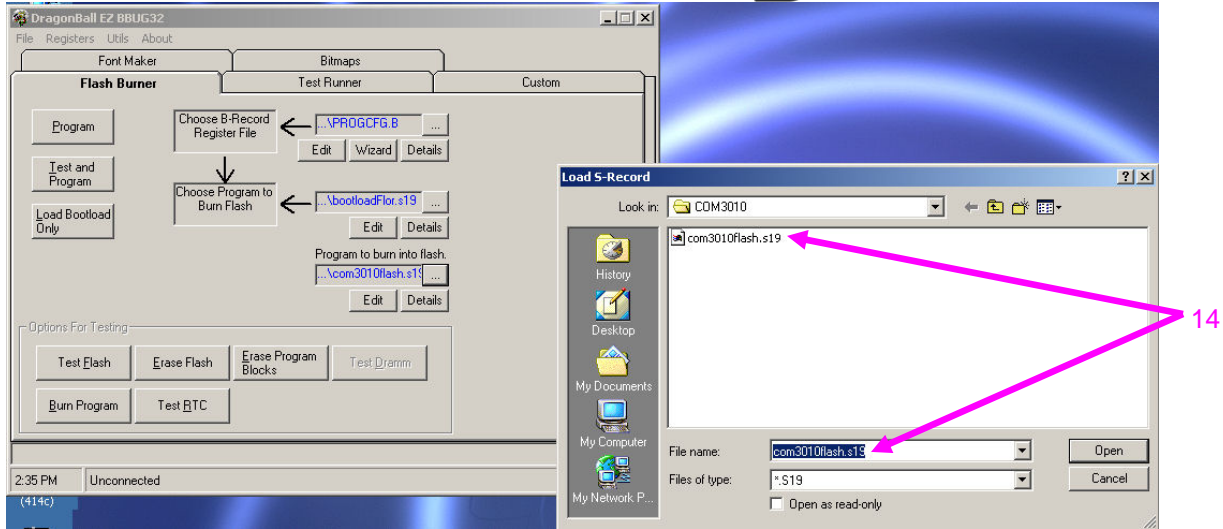 DragonBall EZ BBUG32
File Registers Utils About
Font Maker
Bitmaps
Flash Burner
Test Runner
Custom
Program
Choose B-Record
Register File
...\PROGCFG.B
...
Edit
Wizard
Details
Test and
Program
Choose Program to
Burn Flash
...\bootloadFlor.s19
...
Load Bootload
Only
Edit
Details
Program to burn into flash.
...\com3010flash.s19
...
Edit
Details
Options For Testing
Test Flash
Erase Flash
Erase Program
Blocks
Test Dramm
Burn Program
Test RTC
2:35 PM
Unconnected
(414c)
Load S-Record
Look in:
COM3010
com3010flash.s19
History
Desktop
My Documents
My Computer
My Network P...
File name:
com3010flash.s19
Open
Files of type:
*.S19
Cancel
Open as read-only
14